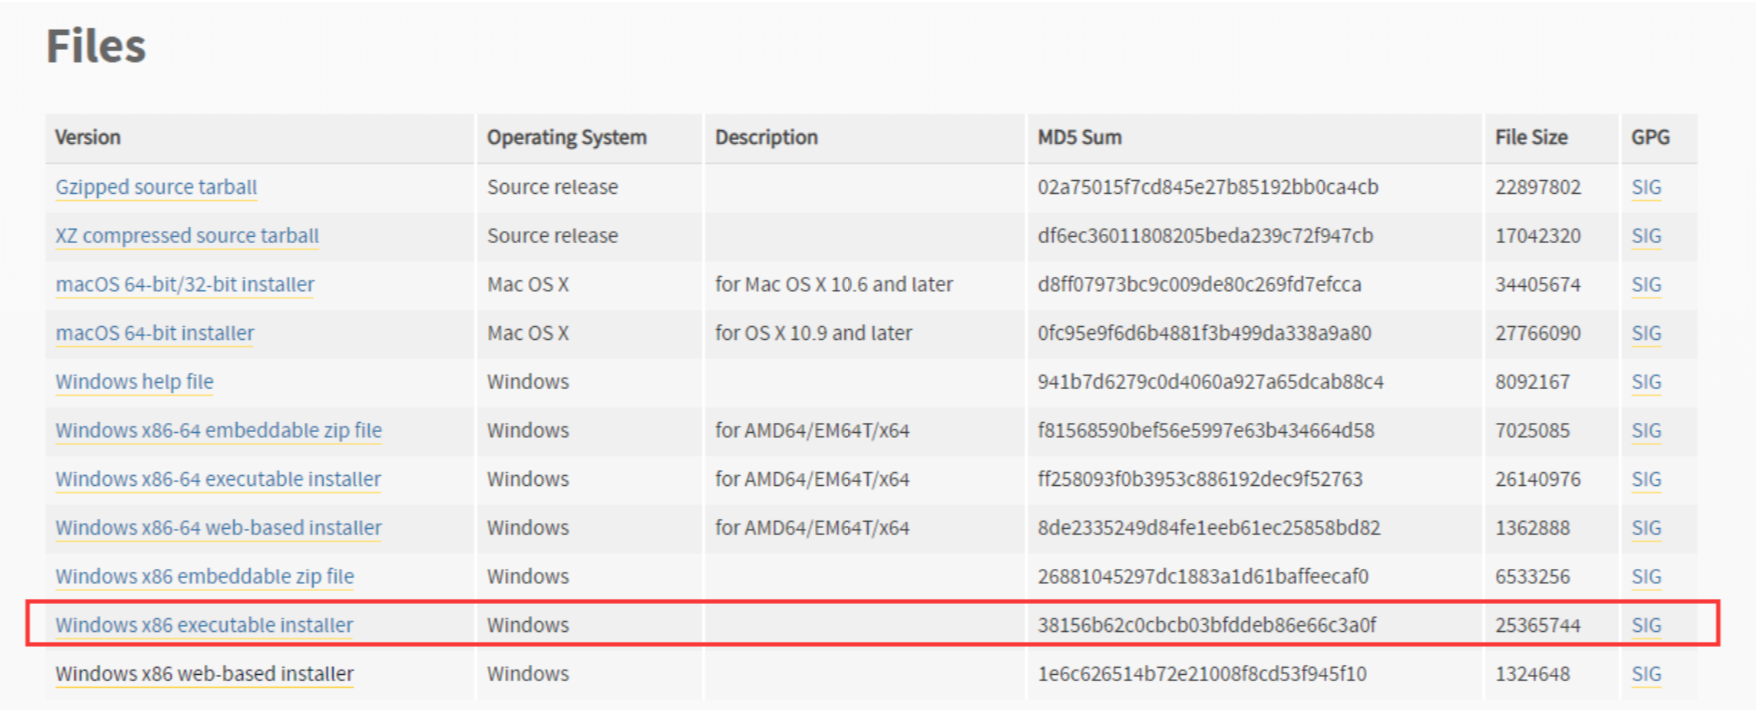 Files
Version Operating System Description MD5 Sum File Size GPG
Gzipped source tarball Source release 02a75015f7cd845e27b85192bb0ca4cb 22897802 SIG
XZ compressed source tarball Source release df6ec36011808205beda239c72f947cb 17042320 SIG
macOS 64-bit/32-bit installer Mac OS X for Mac OS X 10.6 and later d8ff07973bc9c009de80c269fd7efcca 34405674 SIG
macOS 64-bit installer Mac OS X for OS X 10.9 and later 0fc95e9f6d6b4881f3b499da338a9a80 27766090 SIG
Windows help file Windows 941b7d6279c0d4060a927a65dcab88c4 8092167 SIG
Windows x86-64 embeddable zip file Windows for AMD64/EM64T/x64 f81568590bef56e5997e63b434664d58 7025085 SIG
Windows x86-64 executable installer Windows for AMD64/EM64T/x64 ff258093f0b3953c886192dec9f52763 26140976 SIG
Windows x86-64 web-based installer Windows for AMD64/EM64T/x64 8de2335249d84fe1eeb61ec25858bd82 1362888 SIG
Windows x86 embeddable zip file Windows 26881045297dc1883a1d61baffeecaf0 6533256 SIG
Windows x86 executable installer Windows 38156b62c0cbcb03bfddeb86e66c3a0f 25365744 SIG
Windows x86 web-based installer Windows 1e6c626514b72e21008f8cd53f945f10 1324648 SIG